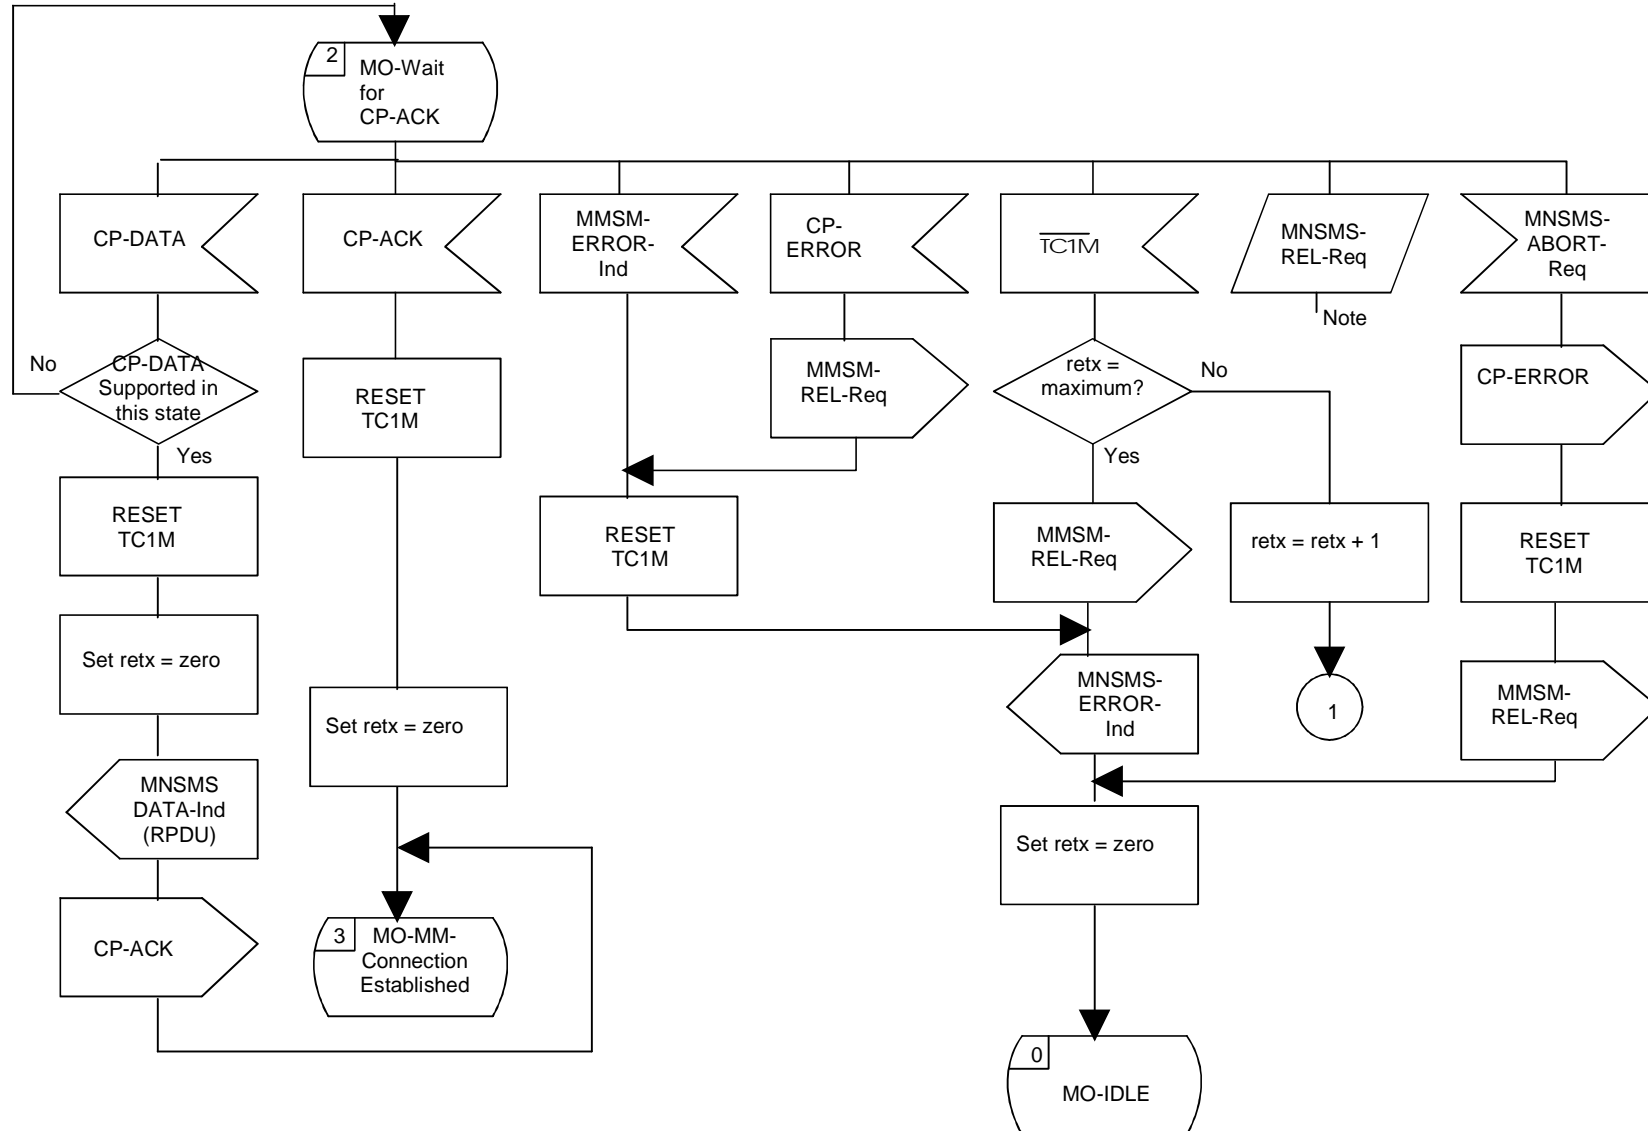 2
MO-Wait
for
CP-ACK
CP-DATA
CP-ACK
MMSM-
ERROR-
Ind
CP-
ERROR
TC1M
MNSMS-
REL-Req
Note
MNSMS-
ABORT-
Req
No
CP-DATA
Supported in
this state
Yes
RESET
TC1M
MMSM-
REL-Req
retx =
maximum?
No
Yes
CP-ERROR
RESET
TC1M
RESET
TC1M
MMSM-
REL-Req
retx = retx + 1
RESET
TC1M
Set retx = zero
Set retx = zero
MNSMS-
ERROR-
Ind
1
MMSM-
REL-Req
MNSMS
DATA-Ind
(RPDU)
Set retx = zero
CP-ACK
3
MO-MM-
Connection
Established
0
MO-IDLE